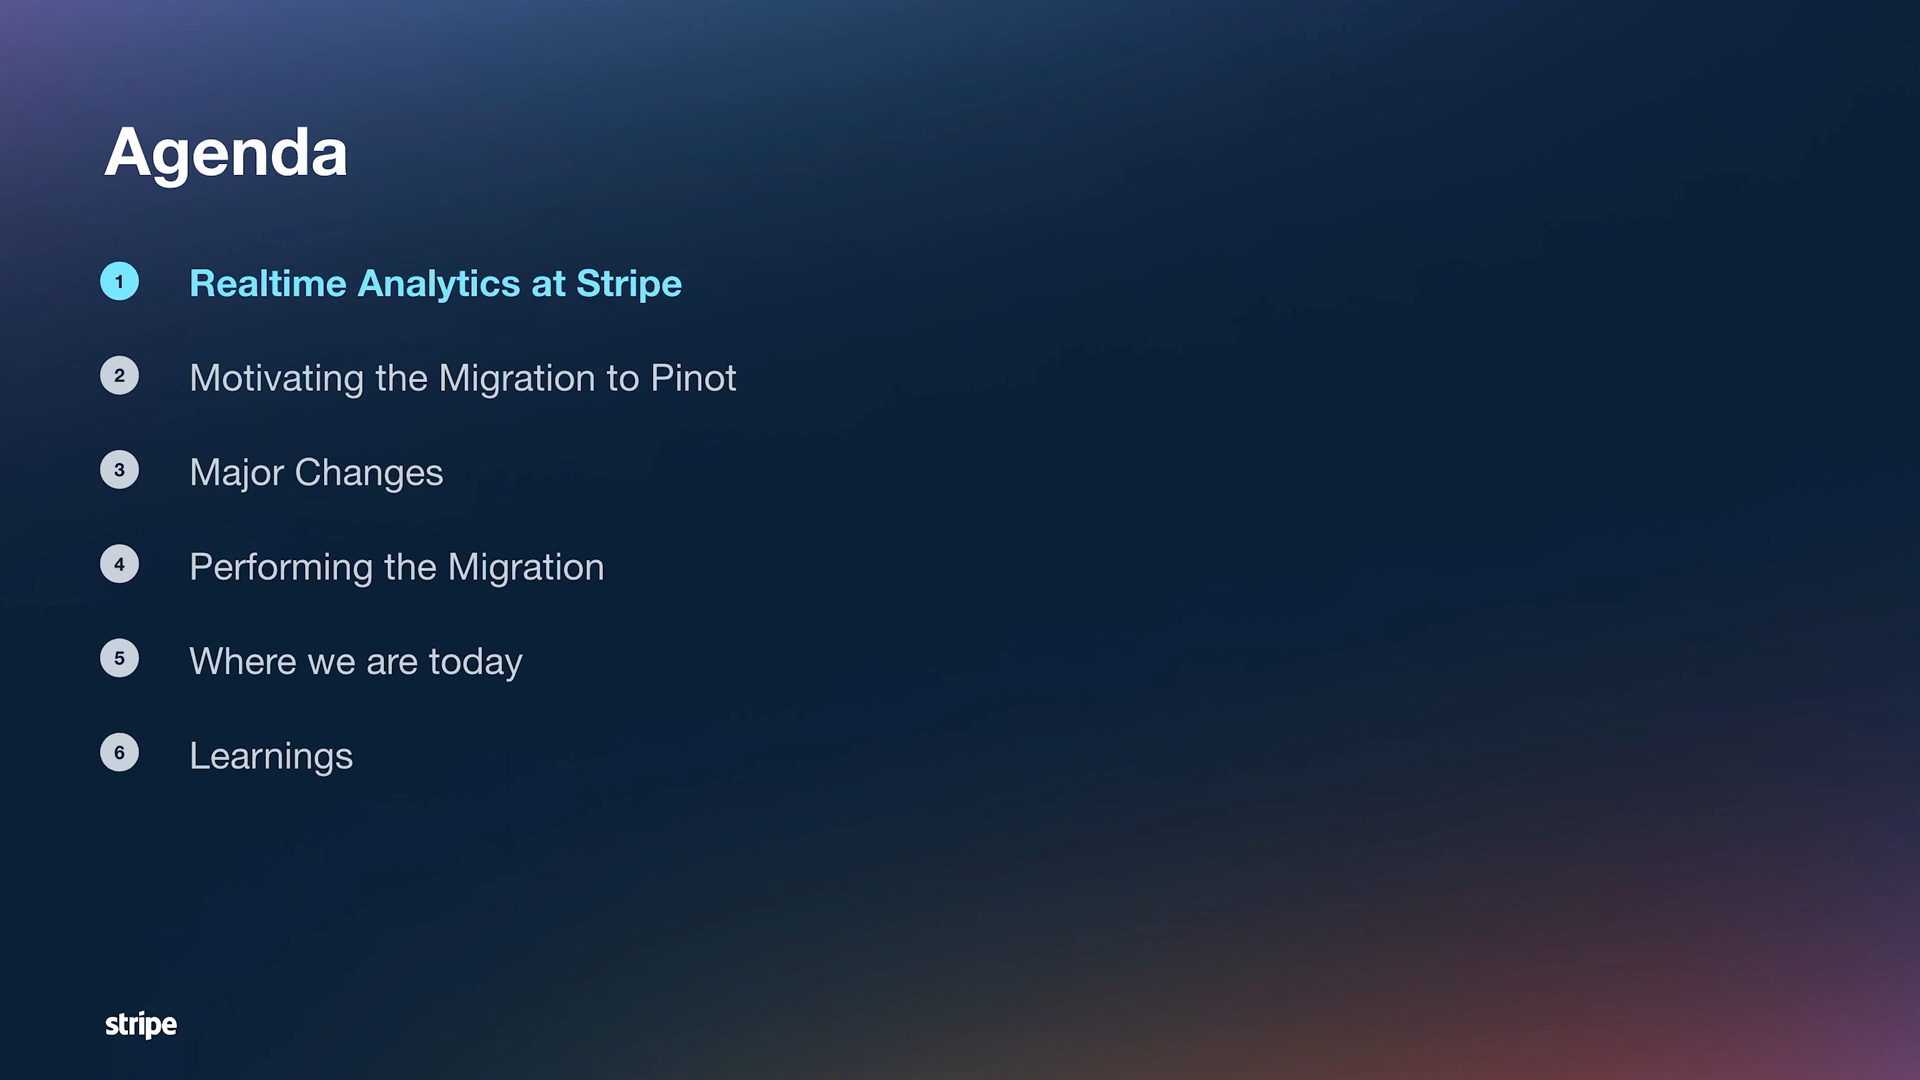 Agenda
1 Realtime Analytics at Stripe
2 Motivating the Migration to Pinot
3 Major Changes
4 Performing the Migration
5 Where we are today
6 Learnings
stripe